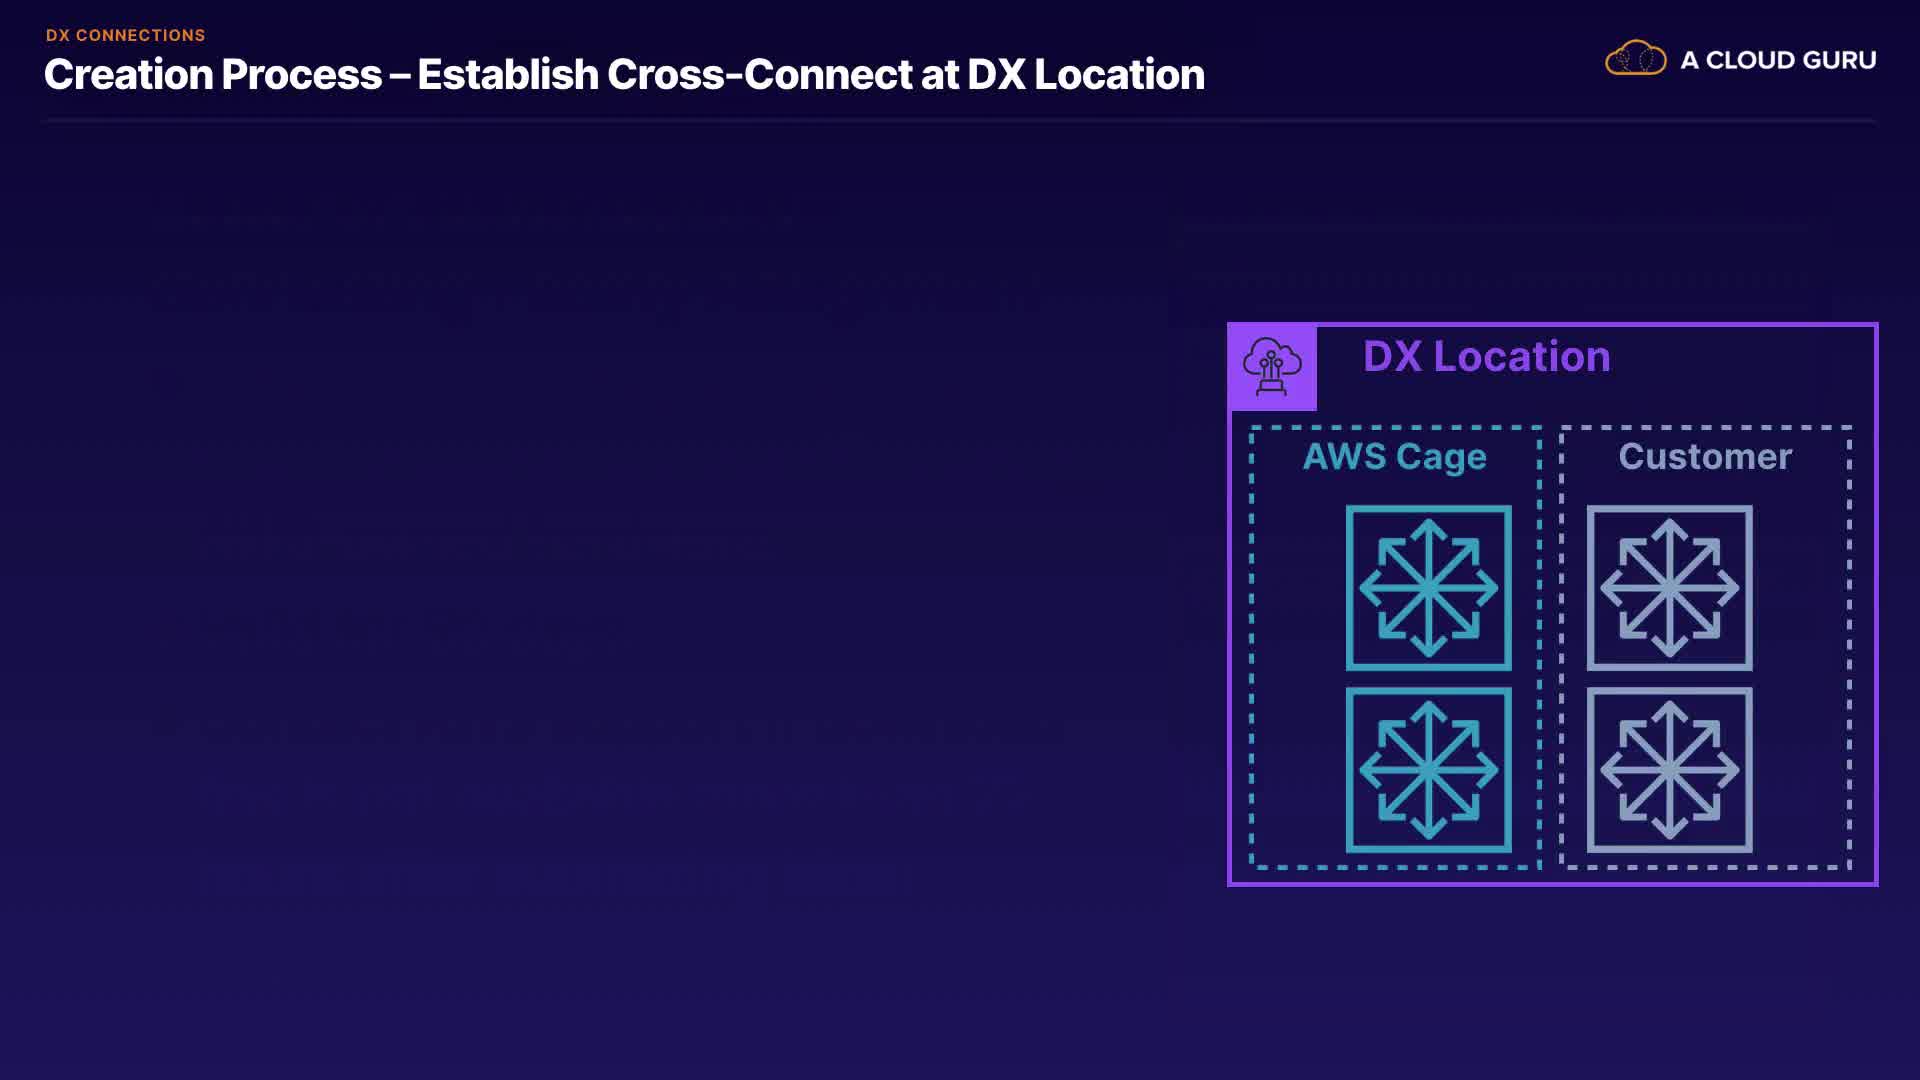 DX CONNECTIONS
Creation Process – Establish Cross-Connect at DX Location
A CLOUD GURU
DX Location
AWS Cage
Customer